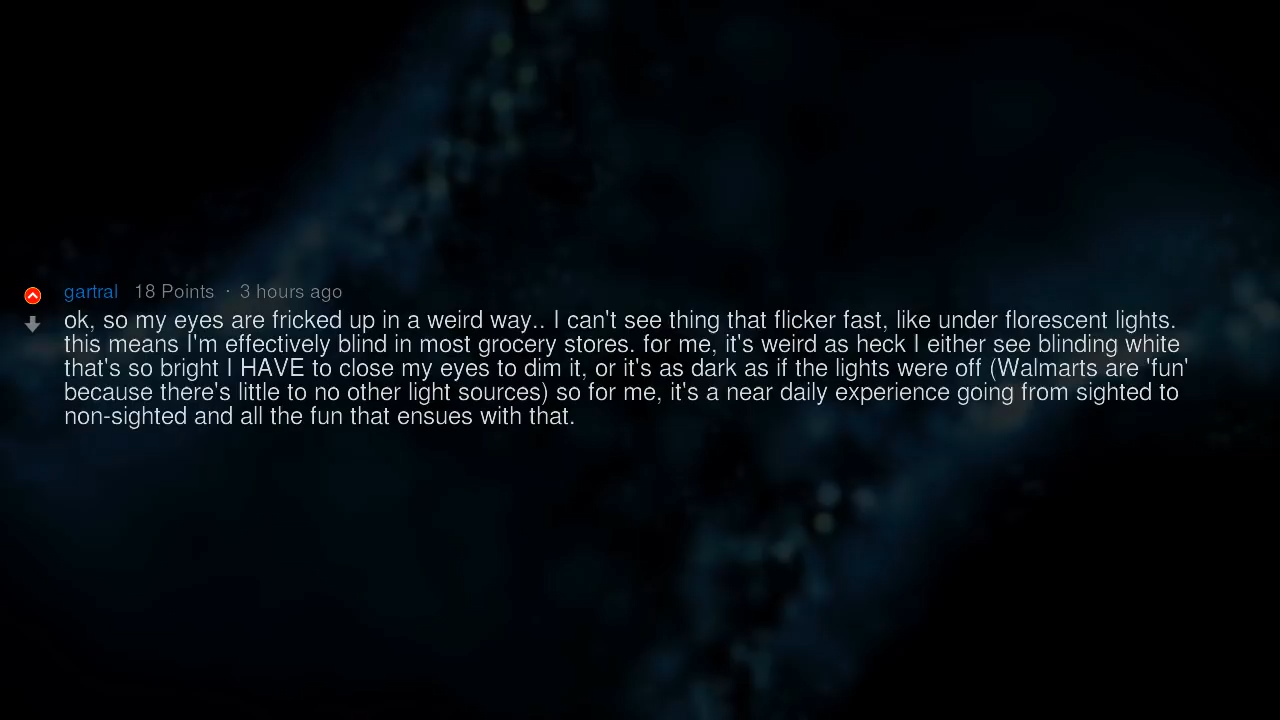 gartral 18 Points · 3 hours ago
ok, so my eyes are fricked up in a weird way.. I can't see thing that flicker fast, like under florescent lights.
this means I'm effectively blind in most grocery stores. for me, it's weird as heck I either see blinding white
that's so bright I HAVE to close my eyes to dim it, or it's as dark as if the lights were off (Walmarts are 'fun'
because there's little to no other light sources) so for me, it's a near daily experience going from sighted to
non-sighted and all the fun that ensues with that.